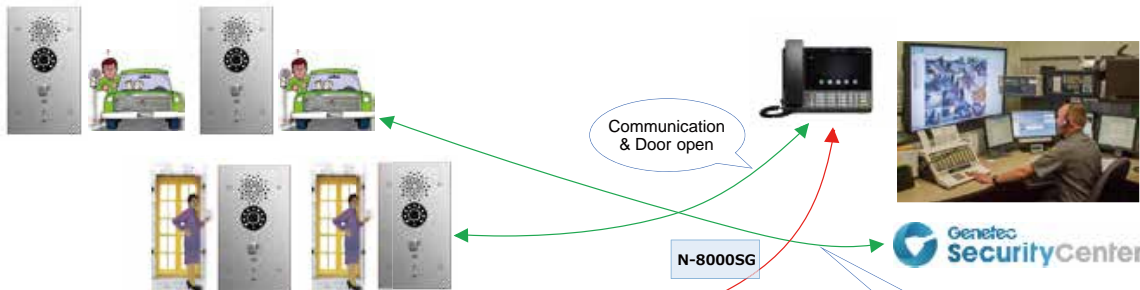 Communication
& Door open
N-8000SG
Genetec
SecurityCenter